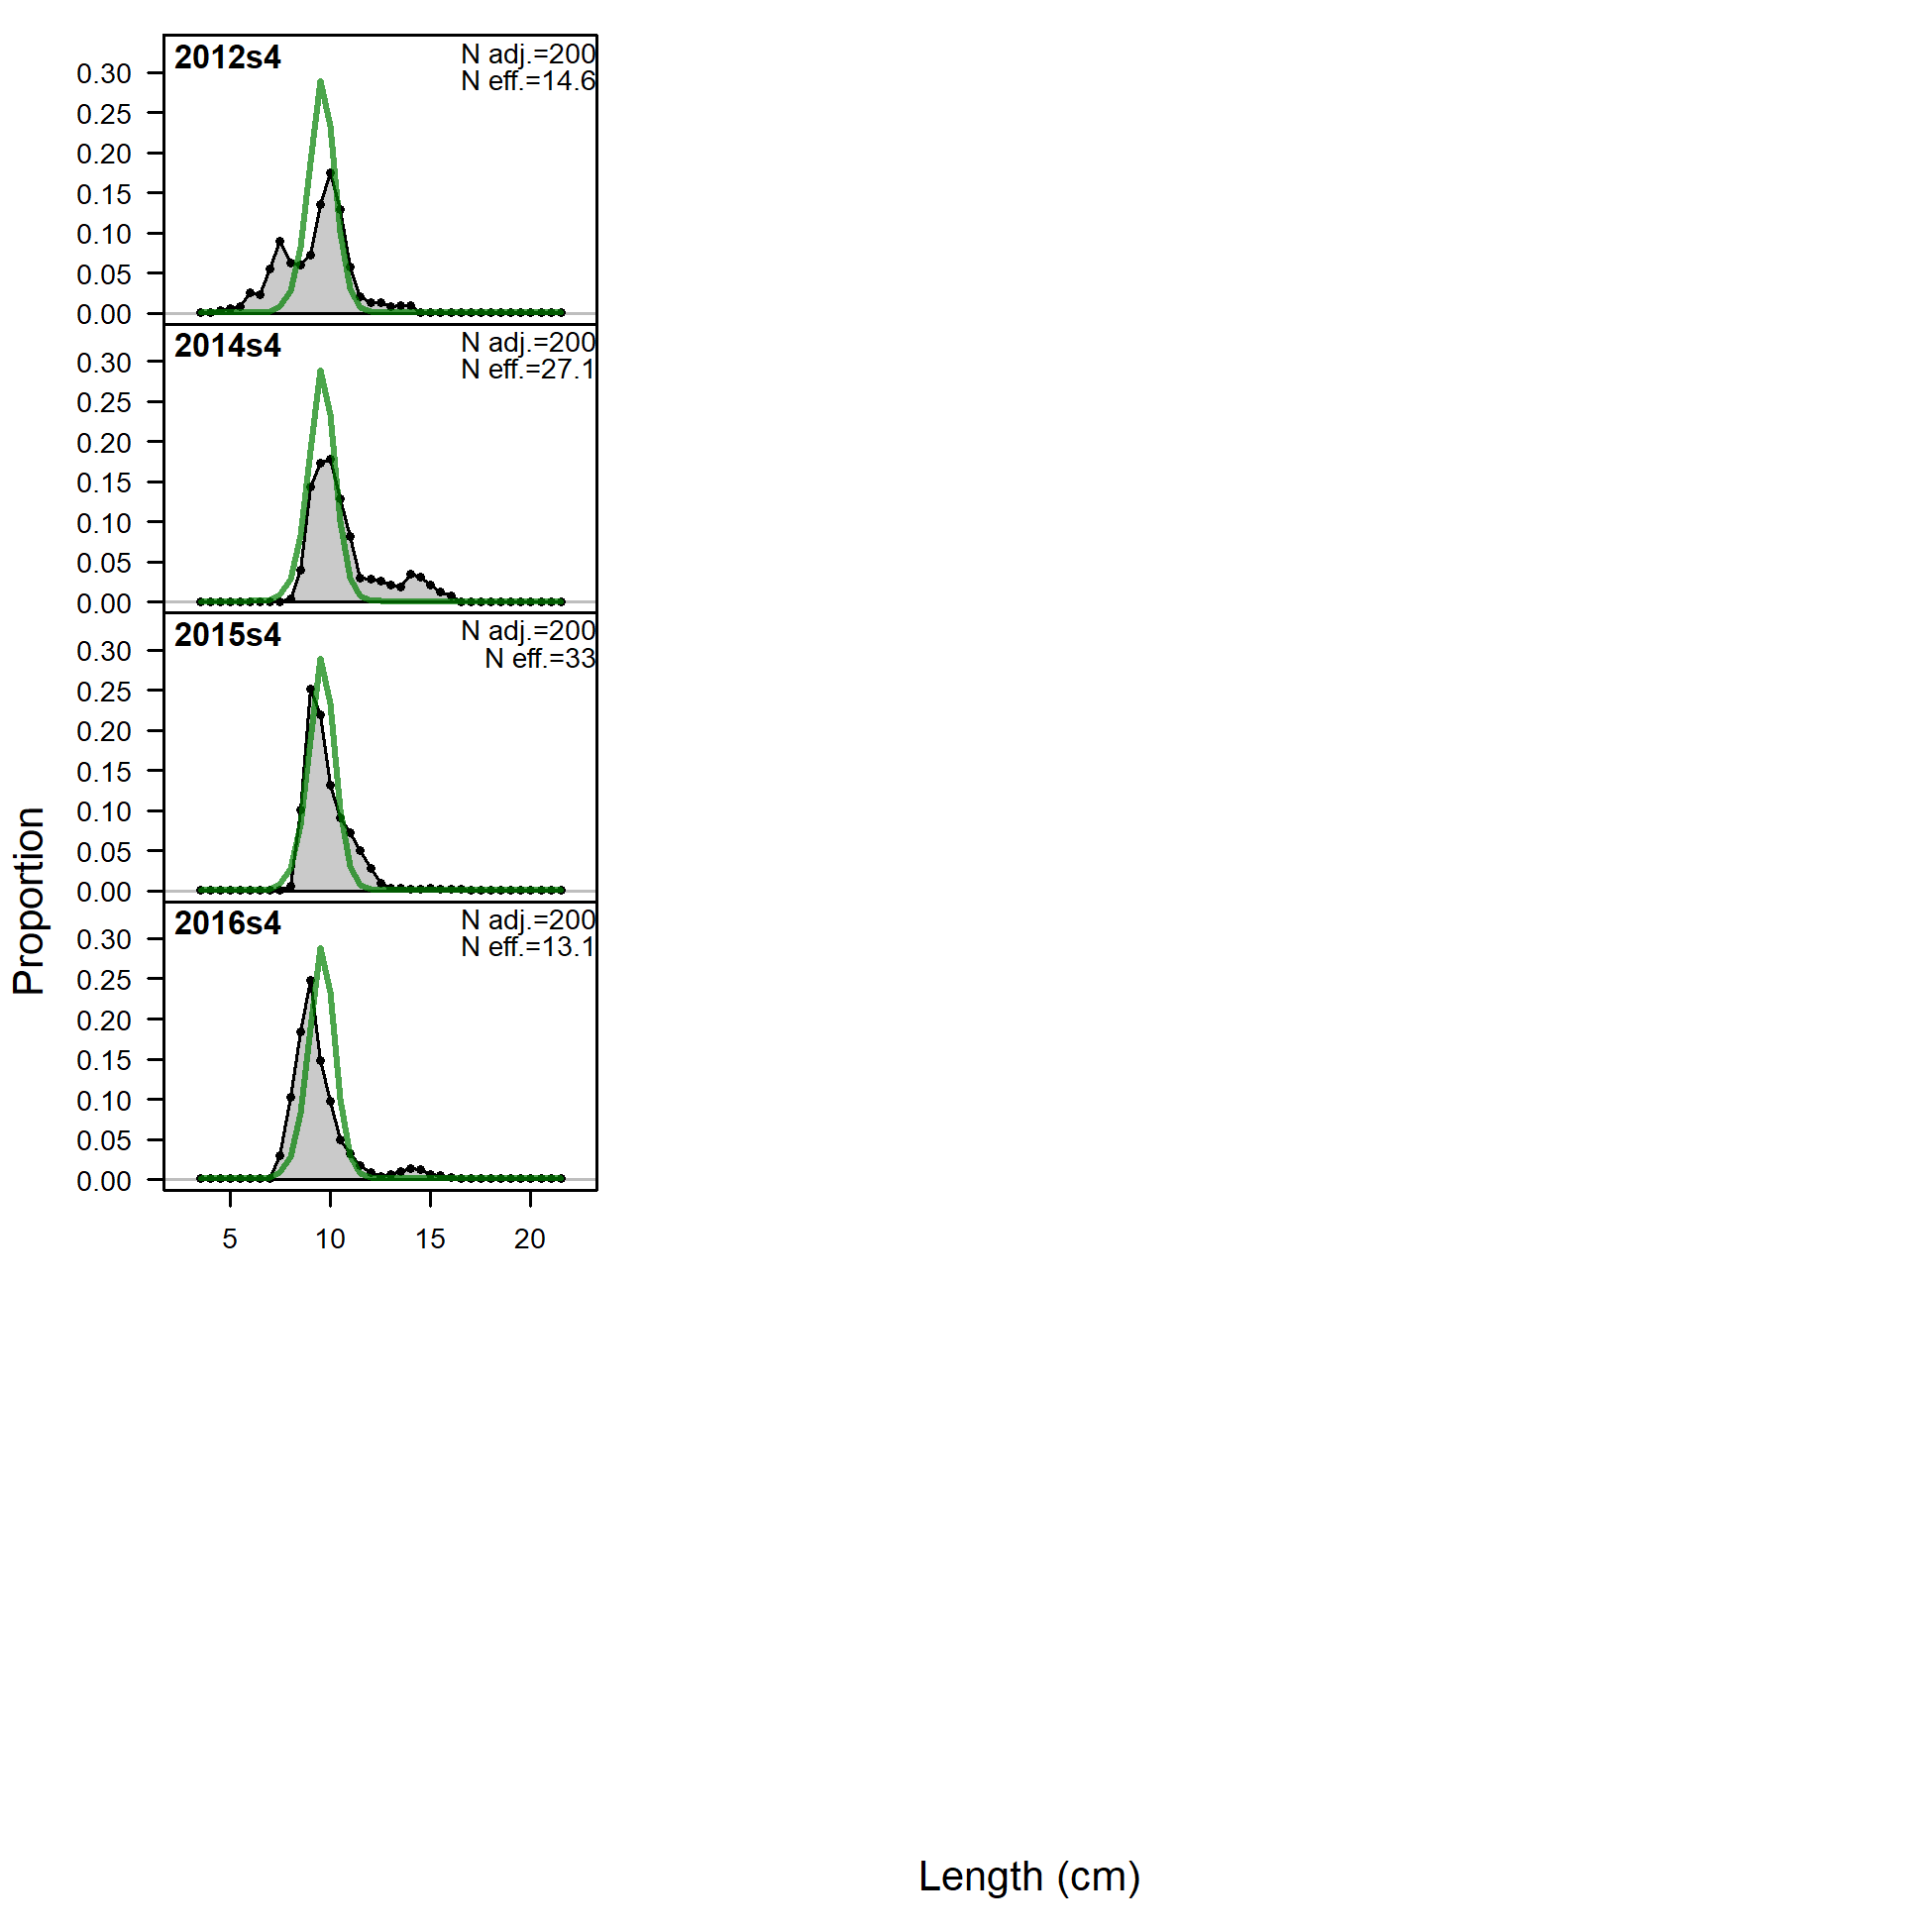 2012s4
N adj.=200
N eff.=14.6
0.30
0.25
0.20
0.15
0.10
0.05
0.00
2014s4
N adj.=200
N eff.=27.1
0.30
0.25
0.20
0.15
0.10
0.05
0.00
2015s4
N adj.=200
N eff.=33
0.30
0.25
0.20
0.15
0.10
0.05
0.00
2016s4
N adj.=200
N eff.=13.1
0.30
0.25
0.20
0.15
0.10
0.05
0.00
5 10 15 20
Proportion
Length (cm)